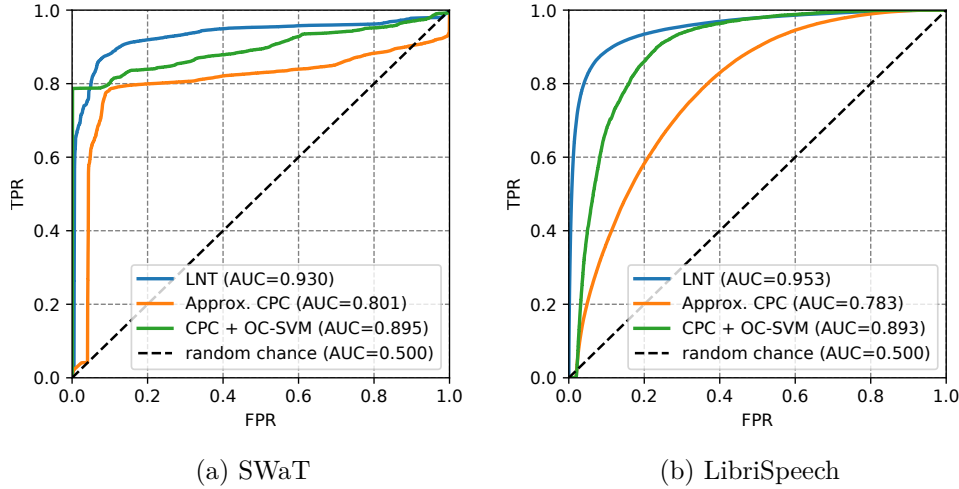 1.0
0.8
0.6
0.4
0.2
0.0
TPR
0.0 0.2 0.4 0.6 0.8 1.0
FPR
LNT (AUC=0.930)
Approx. CPC (AUC=0.801)
CPC + OC-SVM (AUC=0.895)
random chance (AUC=0.500)
(a) SWaT
1.0
0.8
0.6
0.4
0.2
0.0
TPR
0.0 0.2 0.4 0.6 0.8 1.0
FPR
LNT (AUC=0.953)
Approx. CPC (AUC=0.783)
CPC + OC-SVM (AUC=0.893)
random chance (AUC=0.500)
(b) LibriSpeech